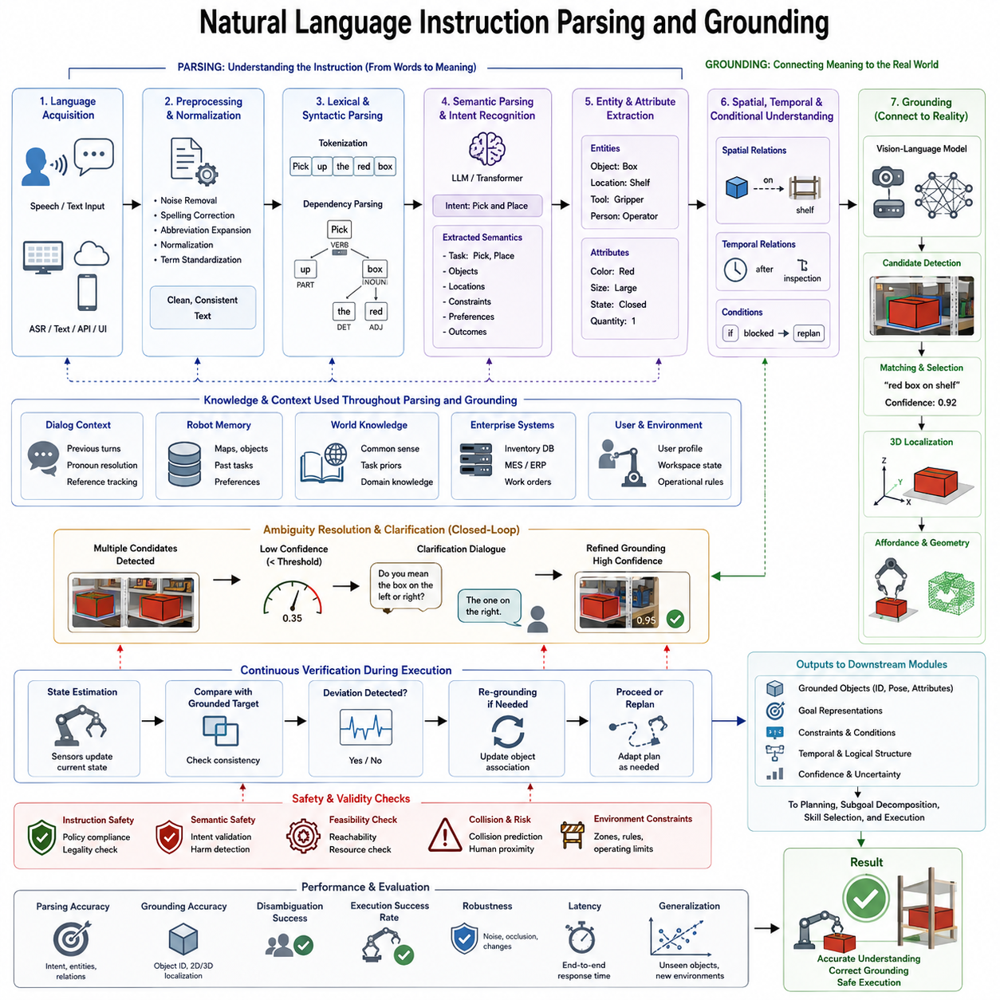 Natural Language Instruction Parsing and Grounding
PARSING: Understanding the Instruction (From Words to Meaning)
GROUNDING: Connecting Meaning to the Real World
1. Language
Acquisition
Speech / Text Input
ASR / Text / API / UI
2. Preprocessing
& Normalization
• Noise Removal
• Spelling Correction
• Abbreviation Expansion
• Normalization
• Term Standardization
Clean, Consistent
Text
3. Lexical &
Syntactic Parsing
Tokenization
Pick up the red box
Dependency Parsing
Pick
VERB
up
PART
box
NOUN
the
DET
red
ADJ
4. Semantic Parsing
& Intent Recognition
LLM / Transformer
Intent: Pick and Place
Extracted Semantics
- Task: Pick, Place
- Objects
- Locations
- Constraints
- Preferences
- Outcomes
5. Entity & Attribute
Extraction
Entities
Object: Box
Location: Shelf
Tool: Gripper
Person: Operator
Attributes
Color: Red
Size: Large
State: Closed
Quantity: 1
6. Spatial, Temporal &
Conditional Understanding
Spatial Relations
on
shelf
Temporal Relations
after
inspection
Conditions
if blocked replan
7. Grounding
(Connect to Reality)
Vision-Language Model
Candidate Detection
Matching & Selection
“red box on shelf”
Confidence: 0.92
3D Localization
Z
Y
X
Affordance & Geometry
Knowledge & Context Used Throughout Parsing and Grounding
Dialog Context
Previous turns
Pronoun resolution
Reference tracking
Robot Memory
Maps, objects
Past tasks
Preferences
World Knowledge
Common sense
Task priors
Domain knowledge
Enterprise Systems
Inventory DB
MES / ERP
Work orders
User & Environment
User profile
Workspace state
Operational rules
Ambiguity Resolution & Clarification (Closed-Loop)
Multiple Candidates
Detected
Low Confidence
(< Threshold)
0.35
Clarification Dialogue
Do you mean
the box on the
left or right?
The one on
the right.
Refined Grounding
High Confidence
0.95
Continuous Verification During Execution
State Estimation
Sensors update
current state
Compare with
Grounded Target
Check consistency
Deviation Detected?
Yes / No
Re-grounding
if Needed
Update object
association
Proceed or
Replan
Adapt plan
as needed
Outputs to Downstream Modules
Grounded Objects (ID, Pose, Attributes)
Goal Representations
Constraints & Conditions
Temporal & Logical Structure
Confidence & Uncertainty
To Planning, Subgoal Decomposition,
Skill Selection, and Execution
Safety & Validity Checks
Instruction Safety
Policy compliance
Legality check
Semantic Safety
Intent validation
Harm detection
Feasibility Check
Reachability
Resource check
Collision & Risk
Collision prediction
Human proximity
Environment Constraints
Zones, rules,
operating limits
Performance & Evaluation
Parsing Accuracy
Intent, entities,
relations
Grounding Accuracy
Object ID, 2D/3D
localization
Disambiguation
Success
Execution Success
Rate
Robustness
Noise, occlusion,
changes
Latency
End-to-end
response time
Generalization
Unseen objects,
new environments
Result
Accurate Understanding
Correct Grounding
Safe Execution